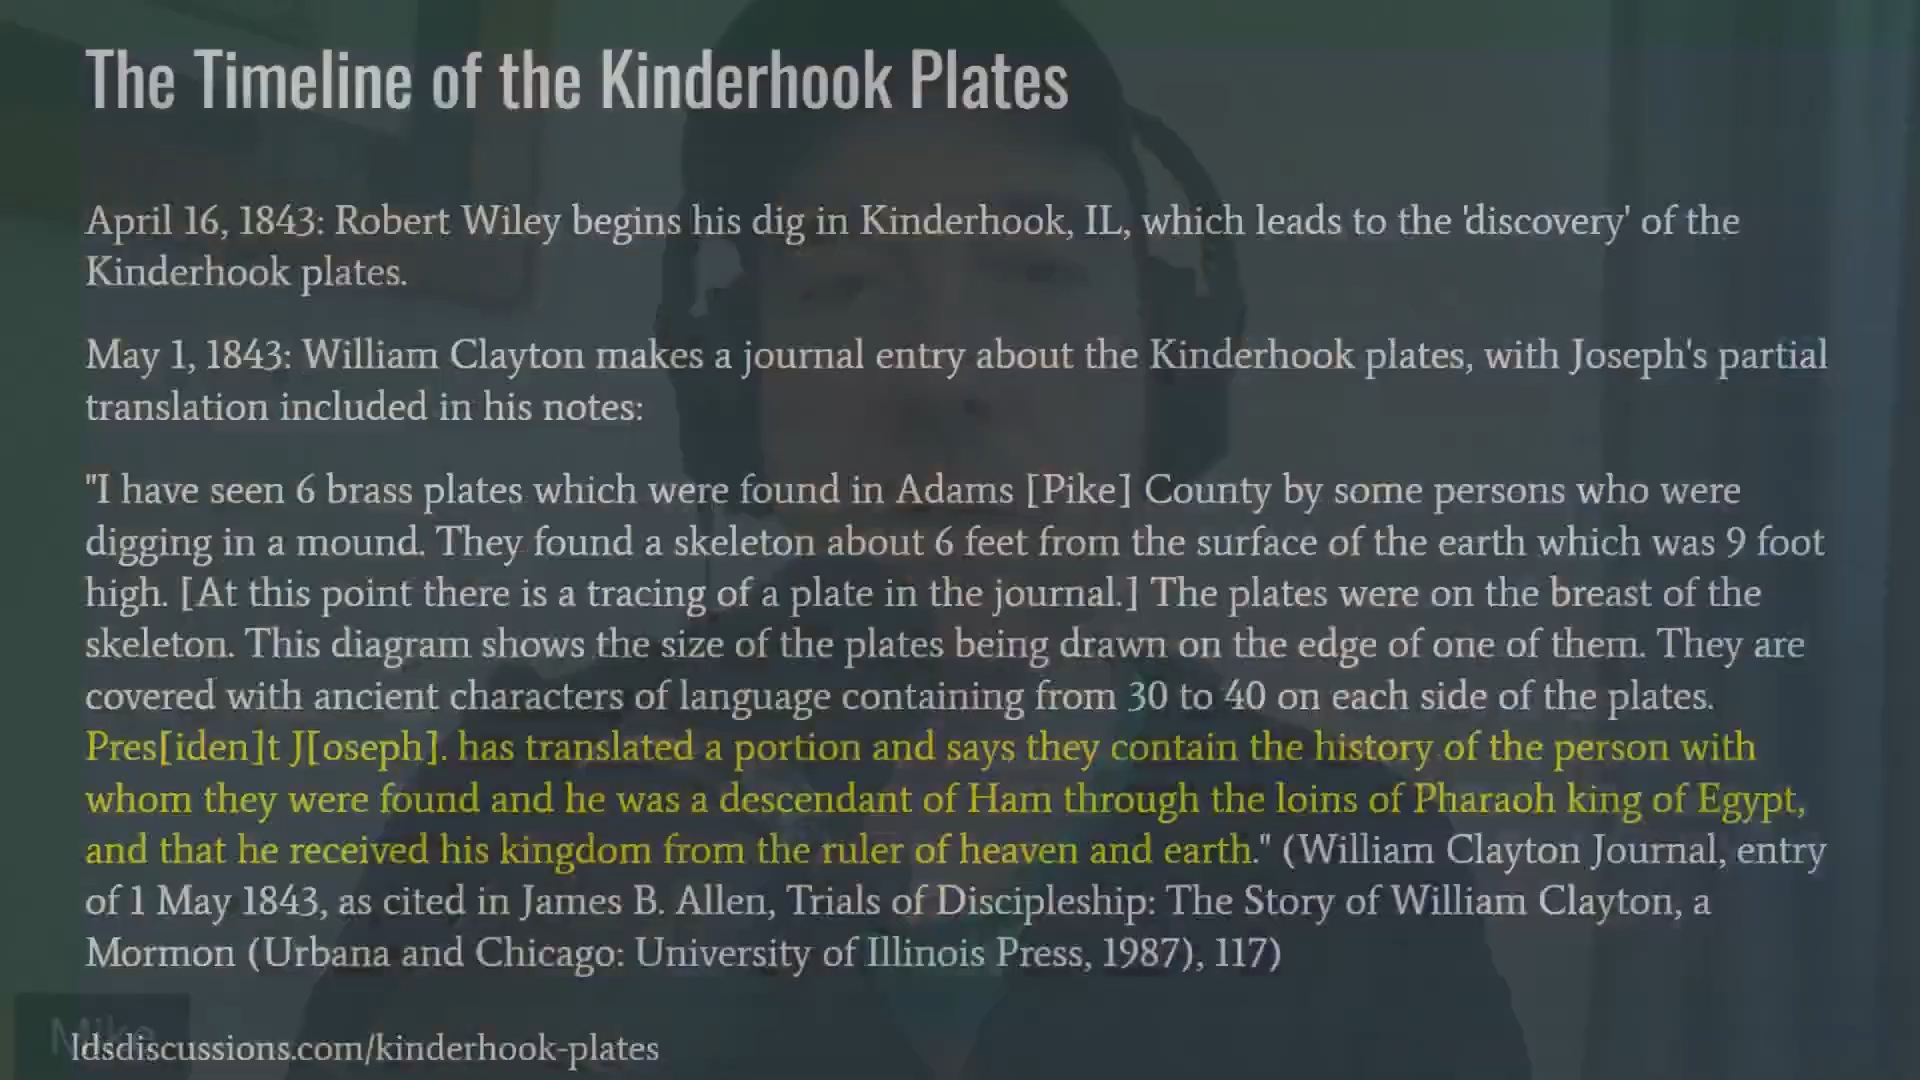 The Timeline of the Kinderhook Plates
April 16, 1843: Robert Wiley begins his dig in Kinderhook, IL, which leads to the 'discovery' of the
Kinderhook plates.
May 1, 1843: William Clayton makes a journal entry about the Kinderhook plates, with Joseph's partial
translation included in his notes:
"I have seen 6 brass plates which were found in Adams [Pike] County by some persons who were
digging in a mound. They found a skeleton about 6 feet from the surface of the earth which was 9 foot
high. [At this point there is a tracing of a plate in the journal.] The plates were on the breast of the
skeleton. This diagram shows the size of the plates being drawn on the edge of one of them. They are
covered with ancient characters of language containing from 30 to 40 on each side of the plates.
Pres[iden]t J[oseph]. has translated a portion and says they contain the history of the person with
whom they were found and he was a descendant of Ham through the loins of Pharaoh king of Egypt,
and that he received his kingdom from the ruler of heaven and earth." (William Clayton Journal, entry
of 1 May 1843, as cited in James B. Allen, Trials of Discipleship: The Story of William Clayton, a
Mormon (Urbana and Chicago: University of Illinois Press, 1987), 117)
Mike
ldsdiscussions.com/kinderhook-plates